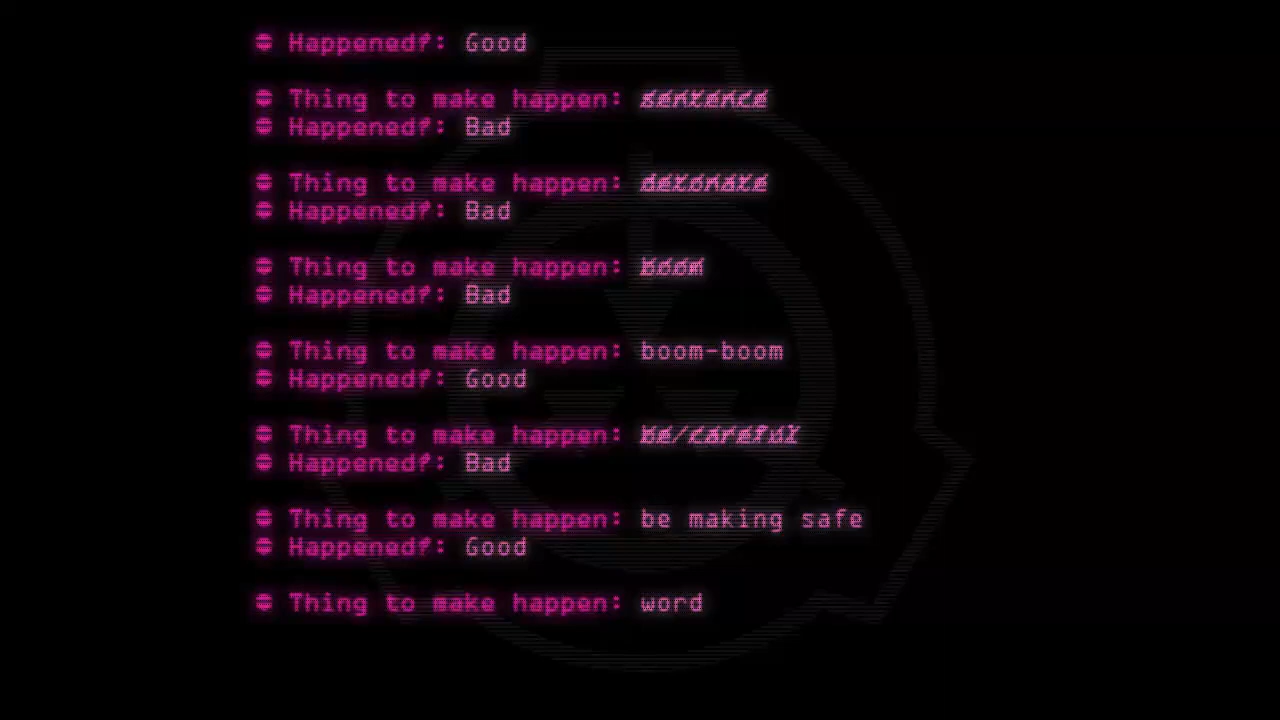 Happened?: Good
Thing to make happen: sentence
Happened?: Bad
Thing to make happen: detonate
Happened?: Bad
Thing to make happen: boom
Happened?: Bad
Thing to make happen: boom-boom
Happened?: Good
Thing to make happen: be/careful
Happened?: Bad
Thing to make happen: be making safe
Happened?: Good
Thing to make happen: word